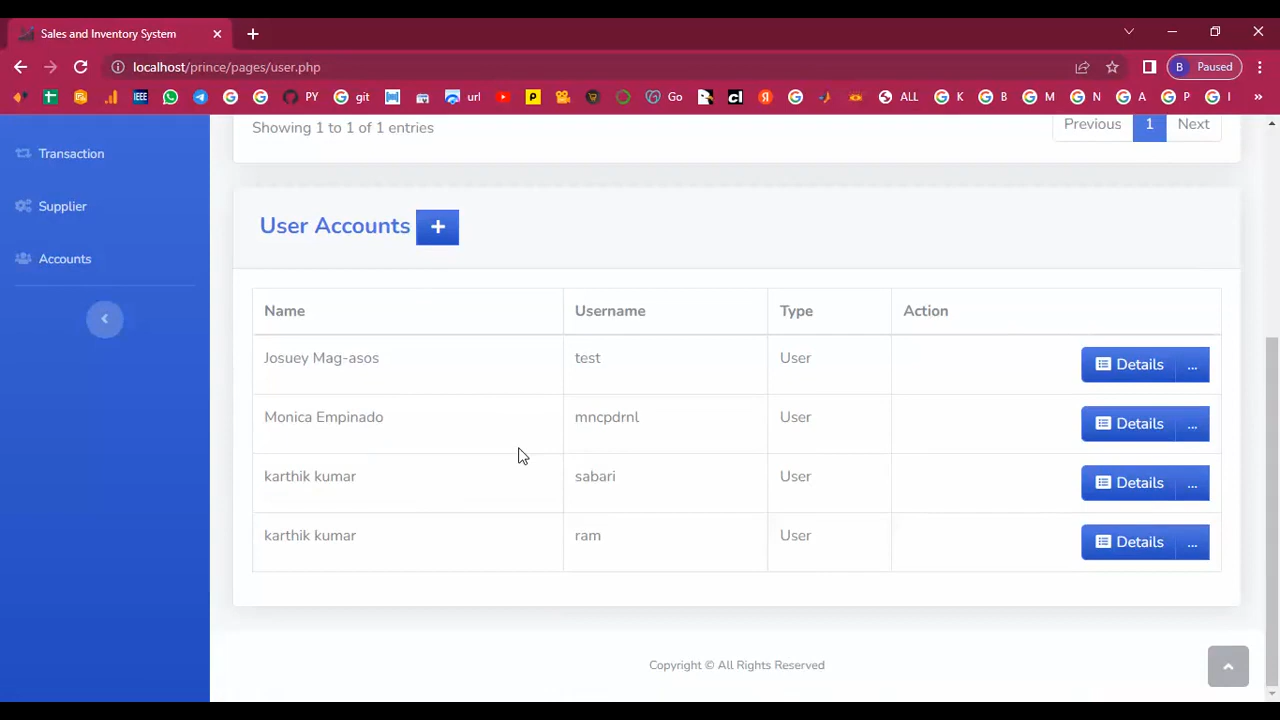 Sales and Inventory System
localhost/prince/pages/user.php
B Paused
IEEE PY git url P Go cl ALL K B M N A P I »
Showing 1 to 1 of 1 entries
Previous 1 Next
Transaction
Supplier
Accounts
User Accounts +
Name Username Type Action
Josuey Mag-asos test User Details ...
Monica Empinado mncpdrnl User Details ...
karthik kumar sabari User Details ...
karthik kumar ram User Details ...
Copyright © All Rights Reserved